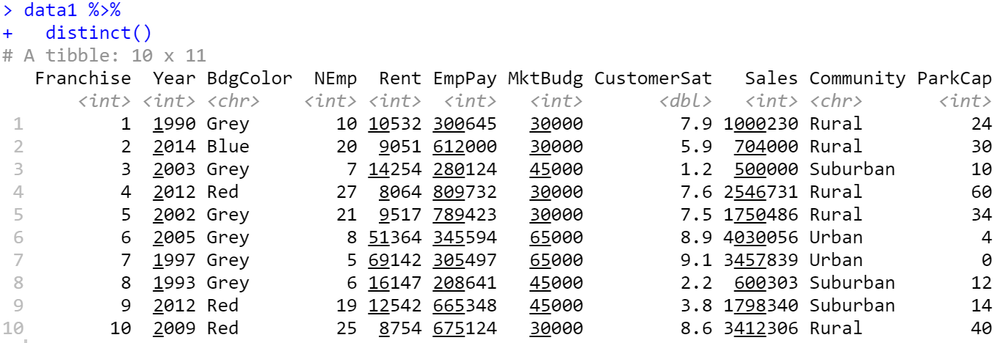 > data1 %>%
+   distinct()
# A tibble: 10 x 11
   Franchise  Year BdgColor  NEmp  Rent EmpPay MktBudg CustomerSat   Sales Community ParkCap
       <int> <int> <chr>    <int> <int>  <int>   <int>       <dbl>   <int> <chr>       <int>
 1         1  1990 Grey        10 10532 300645   30000         7.9 1000230 Rural          24
 2         2  2014 Blue        20  9051 612000   30000         5.9  704000 Rural          30
 3         3  2003 Grey         7 14254 280124   45000         1.2  500000 Suburban       10
 4         4  2012 Red         27  8064 809732   30000         7.6 2546731 Rural          60
 5         5  2002 Grey        21  9517 789423   30000         7.5 1750486 Rural          34
 6         6  2005 Grey         8 51364 345594   65000         8.9 4030056 Urban           4
 7         7  1997 Grey         5 69142 305497   65000         9.1 3457839 Urban           0
 8         8  1993 Grey         6 16147 208641   45000         2.2  600303 Suburban       12
 9         9  2012 Red         19 12542 665348   45000         3.8 1798340 Suburban       14
10        10  2009 Red         25  8754 675124   30000         8.6 3412306 Rural          40